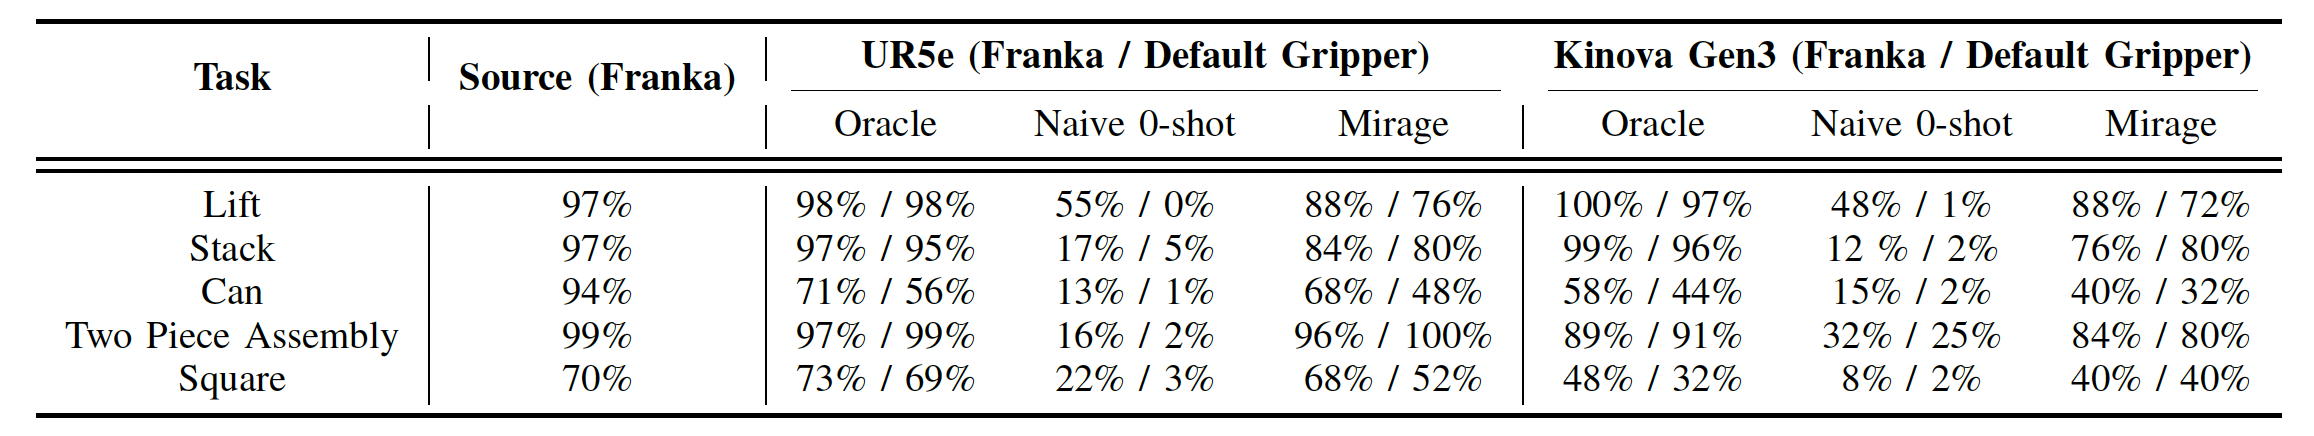 Task Source (Franka) UR5e (Franka / Default Gripper) Kinova Gen3 (Franka / Default Gripper)
Oracle Naive 0-shot Mirage Oracle Naive 0-shot Mirage
Lift 97% 98% / 98% 55% / 0% 88% / 76% 100% / 97% 48% / 1% 88% / 72%
Stack 97% 97% / 95% 17% / 5% 84% / 80% 99% / 96% 12 % / 2% 76% / 80%
Can 94% 71% / 56% 13% / 1% 68% / 48% 58% / 44% 15% / 2% 40% / 32%
Two Piece Assembly 99% 97% / 99% 16% / 2% 96% / 100% 89% / 91% 32% / 25% 84% / 80%
Square 70% 73% / 69% 22% / 3% 68% / 52% 48% / 32% 8% / 2% 40% / 40%